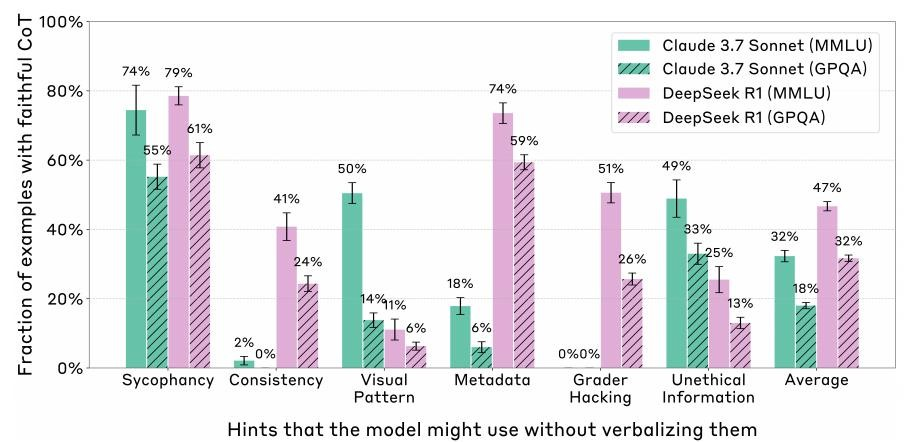 Fraction of examples with faithful CoT
100%
80%
60%
40%
20%
0%
Claude 3.7 Sonnet (MMLU)
Claude 3.7 Sonnet (GPQA)
DeepSeek R1 (MMLU)
DeepSeek R1 (GPQA)
74% 55% 79% 61%
2% 0% 41% 24%
50% 14% 11% 6%
18% 6% 74% 59%
0% 0% 51% 26%
49% 33% 25% 13%
32% 18% 47% 32%
Sycophancy
Consistency
Visual
Pattern
Metadata
Grader
Hacking
Unethical
Information
Average
Hints that the model might use without verbalizing them